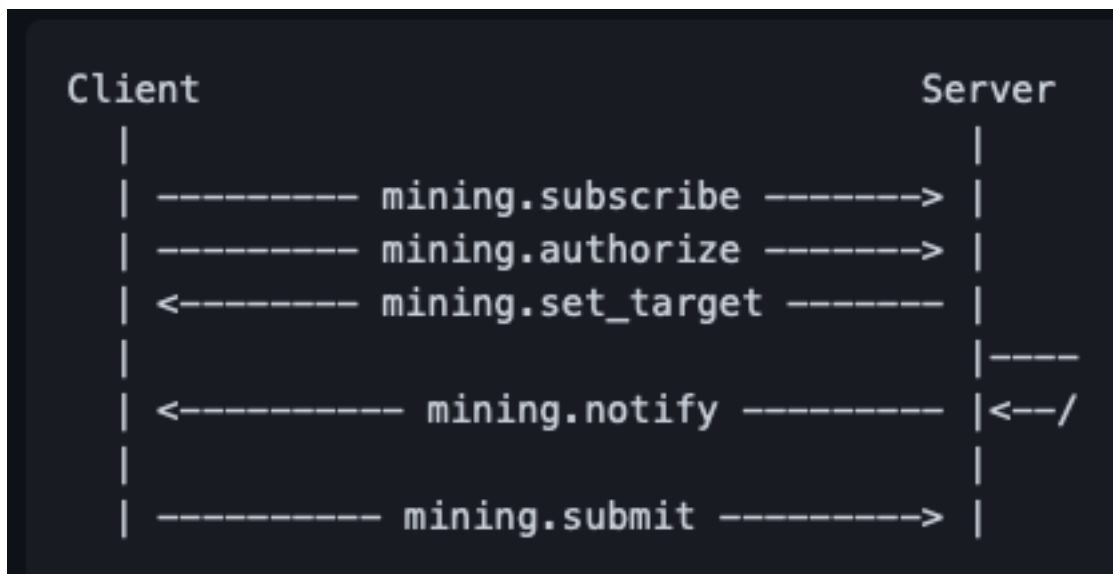 Client Server
| |
| --------- mining.subscribe -------> |
| --------- mining.authorize -------> |
| <-------- mining.set_target ------- |
| |----
| <---------- mining.notify --------- |<--/
| |
| ---------- mining.submit ---------> |